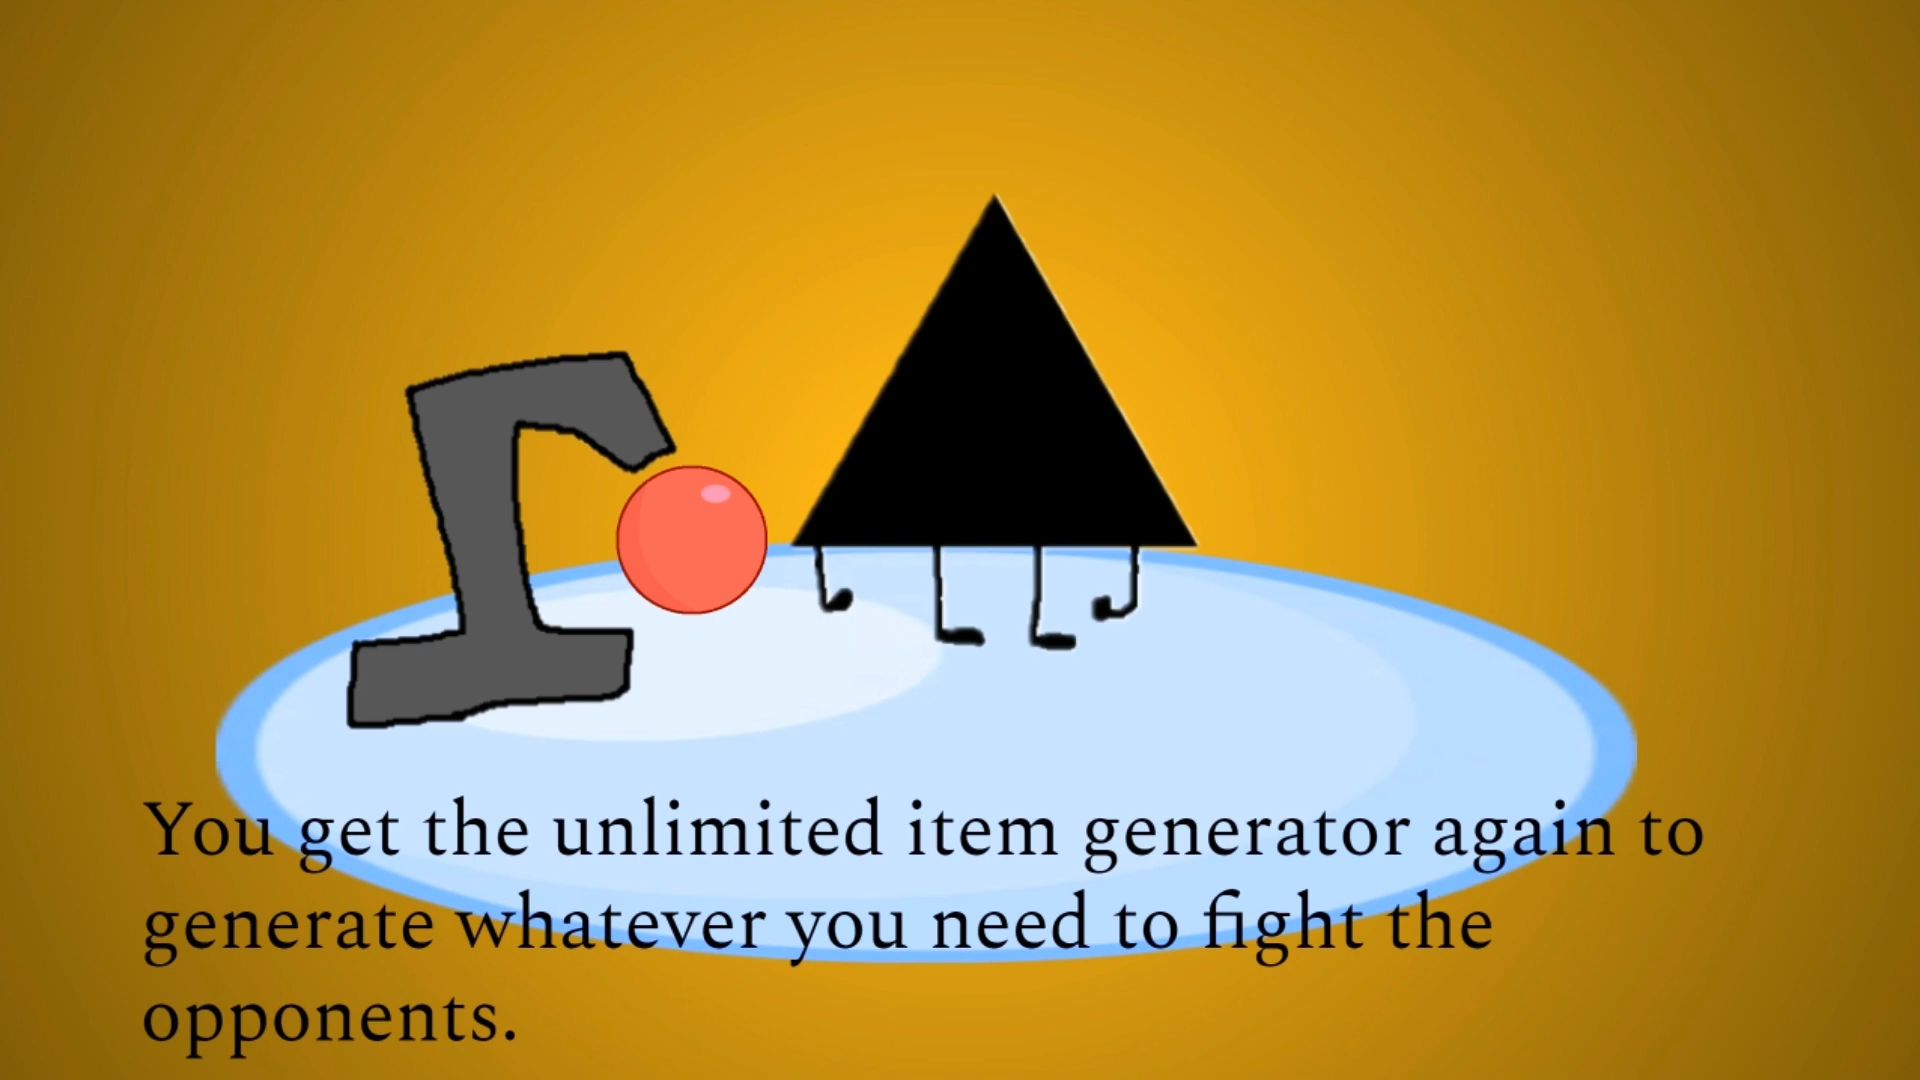 You get the unlimited item generator again to
generate whatever you need to fight the
opponents.